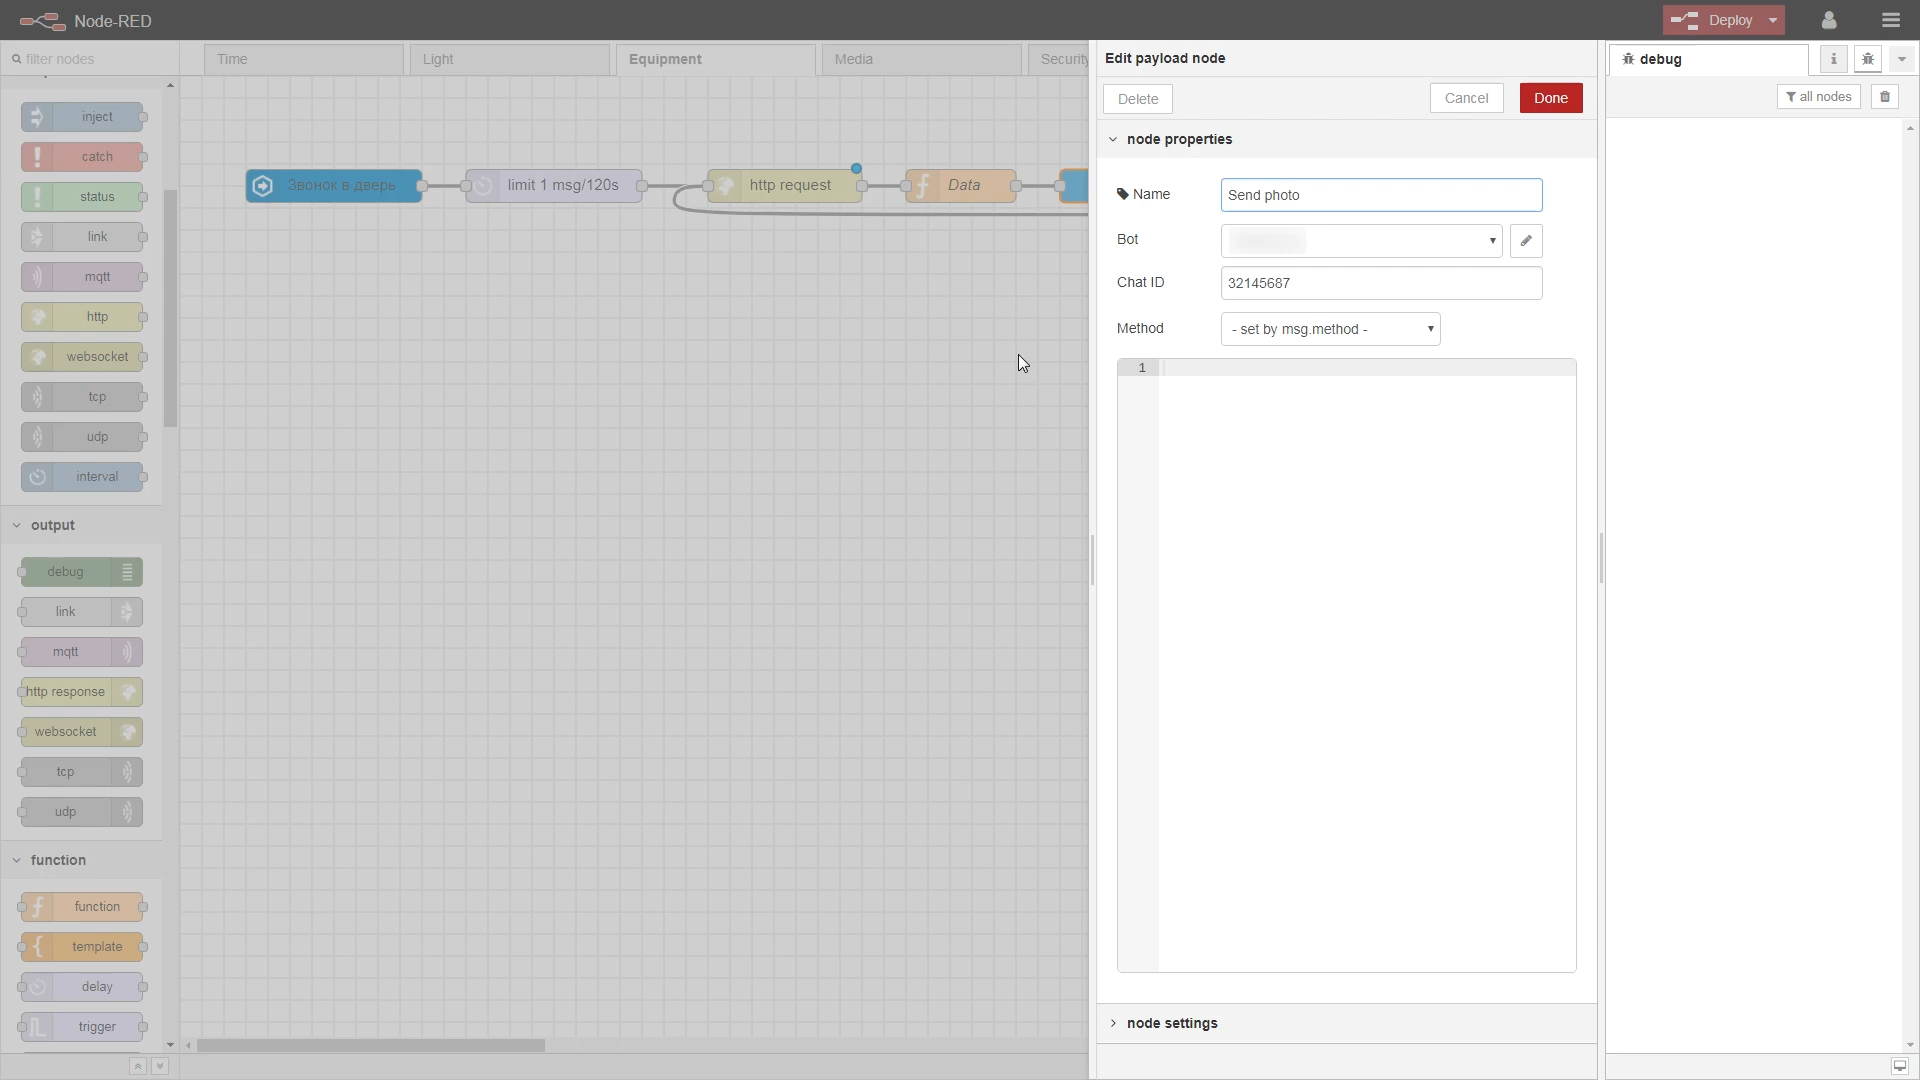 Node-RED
Deploy
filter nodes
Time
Light
Equipment
Media
Security
inject
catch
status
link
mqtt
http
websocket
tcp
udp
interval
output
debug
link
mqtt
http response
websocket
tcp
udp
function
function
template
delay
trigger
Звонок в дверь
limit 1 msg/120s
http request
Data
Edit payload node
Delete
Cancel
Done
node properties
Name
Send photo
Bot
Chat ID
32145687
Method
- set by msg.method -
1
node settings
debug
i
all nodes